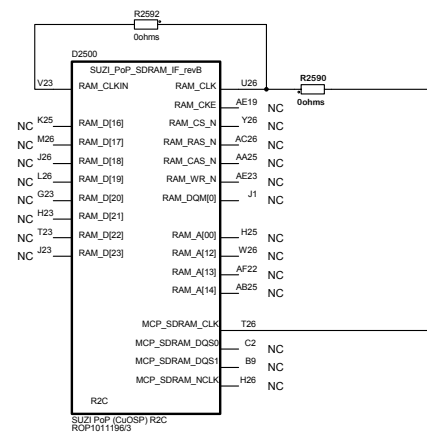 R2592
0ohms
D2500
SUZI_PoP_SDRAM_IF_revB
V23 RAM_CLKIN RAM_CLK U26
R2590
0ohms
RAM_CKE AE19 NC
NC K25 RAM_D[16] RAM_CS_N Y26 NC
NC M26 RAM_D[17] RAM_RAS_N AC26 NC
NC J26 RAM_D[18] RAM_CAS_N AA25 NC
NC L26 RAM_D[19] RAM_WR_N AE23 NC
NC G23 RAM_D[20] RAM_DQM[0] J1 NC
NC H23 RAM_D[21]
NC T23 RAM_D[22] RAM_A[00] H25 NC
NC J23 RAM_D[23] RAM_A[12] W26 NC
RAM_A[13] AF22 NC
RAM_A[14] AB25 NC
MCP_SDRAM_CLK T26
MCP_SDRAM_DQS0 C2 NC
MCP_SDRAM_DQS1 B9 NC
MCP_SDRAM_NCLK H26 NC
R2C
SUZI PoP (CuOSP) R2C
ROP1011196/3